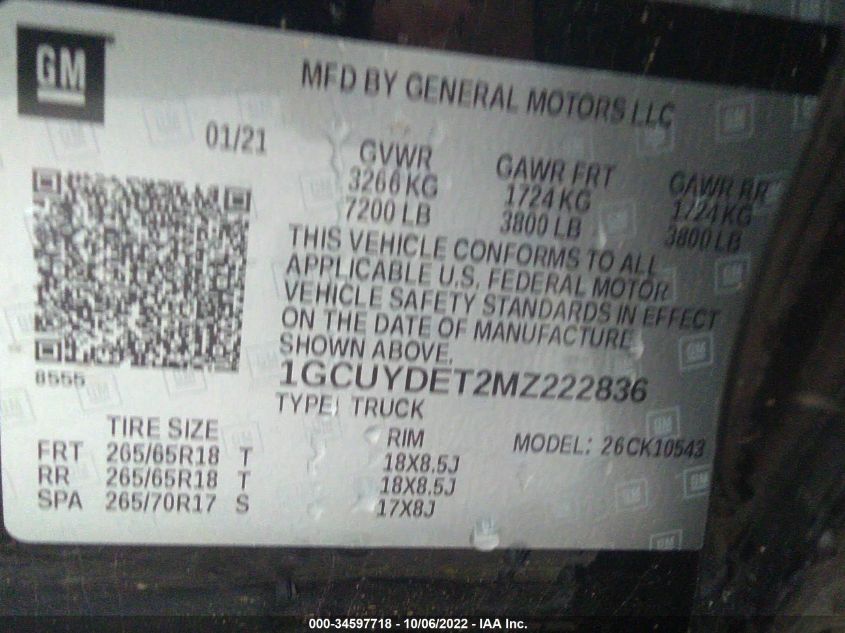 GM
MFD BY GENERAL MOTORS LLC
01/21
GVWR GAWR FRT GAWR RR
3266 KG 1724 KG 1724 KG
7200 LB 3800 LB 3800 LB
THIS VEHICLE CONFORMS TO ALL
APPLICABLE U.S. FEDERAL MOTOR
VEHICLE SAFETY STANDARDS IN EFFECT
ON THE DATE OF MANUFACTURE
SHOWN ABOVE.
8555
1GCUYDET2MZ222836
TYPE: TRUCK
TIRE SIZE RIM MODEL: 26CK10543
FRT 265/65R18 T 18X8.5J
RR 265/65R18 T 18X8.5J
SPA 265/70R17 S 17X8J
000-34597718 - 10/06/2022 - IAA Inc.